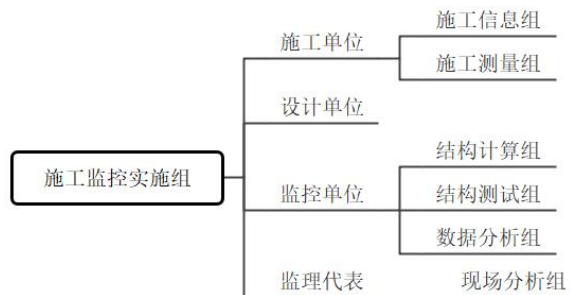 施工信息组
施工单位
施工测量组
设计单位
结构计算组
施工监控实施组
监控单位
结构测试组
数据分析组
监理代表
现场分析组